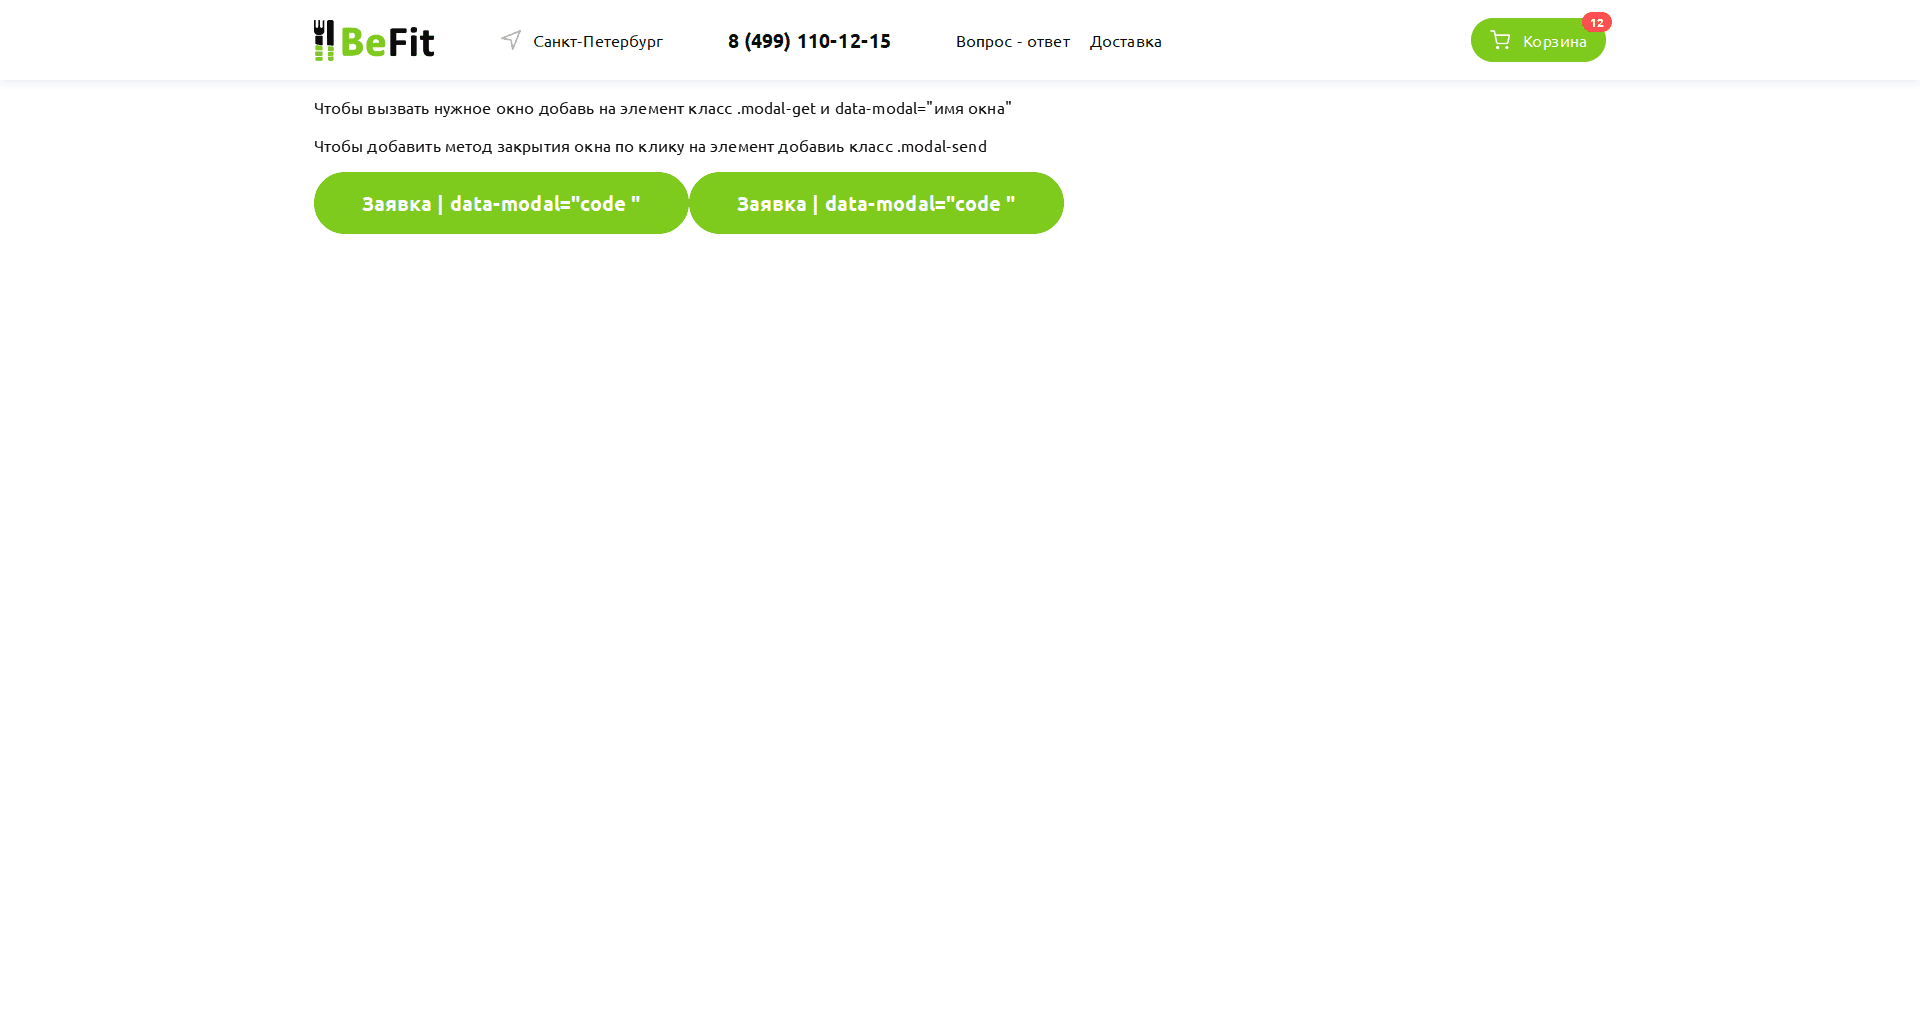 BeFit
Санкт-Петербург
8 (499) 110-12-15
Вопрос - ответ
Доставка
Корзина
12
Чтобы вызвать нужное окно добавь на элемент класс .modal-get и data-modal="имя окна"
Чтобы добавить метод закрытия окна по клику на элемент добавиь класс .modal-send
Заявка | data-modal="code "
Заявка | data-modal="code "